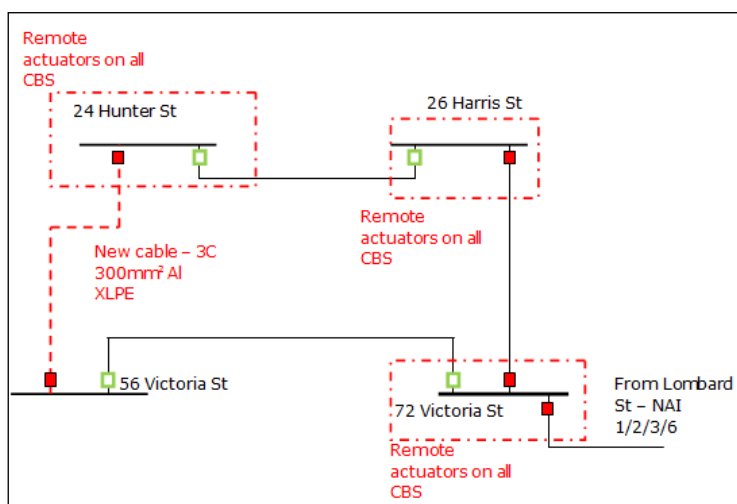 Remote
actuators on all
CBS
24 Hunter St
26 Harris St
Remote
actuators on all
CBS
New cable – 3C
300mm² Al
XLPE
56 Victoria St
72 Victoria St
From Lombard
St – NAI
1/2/3/6
Remote
actuators on all
CBS